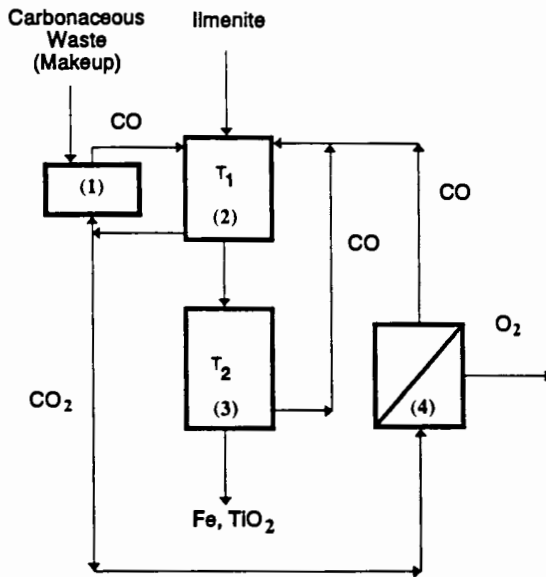 Carbonaceous
Waste
(Makeup)
Ilmenite
CO
(1)
T1
(2)
CO
CO
T2
(3)
O2
(4)
CO2
Fe, TiO2